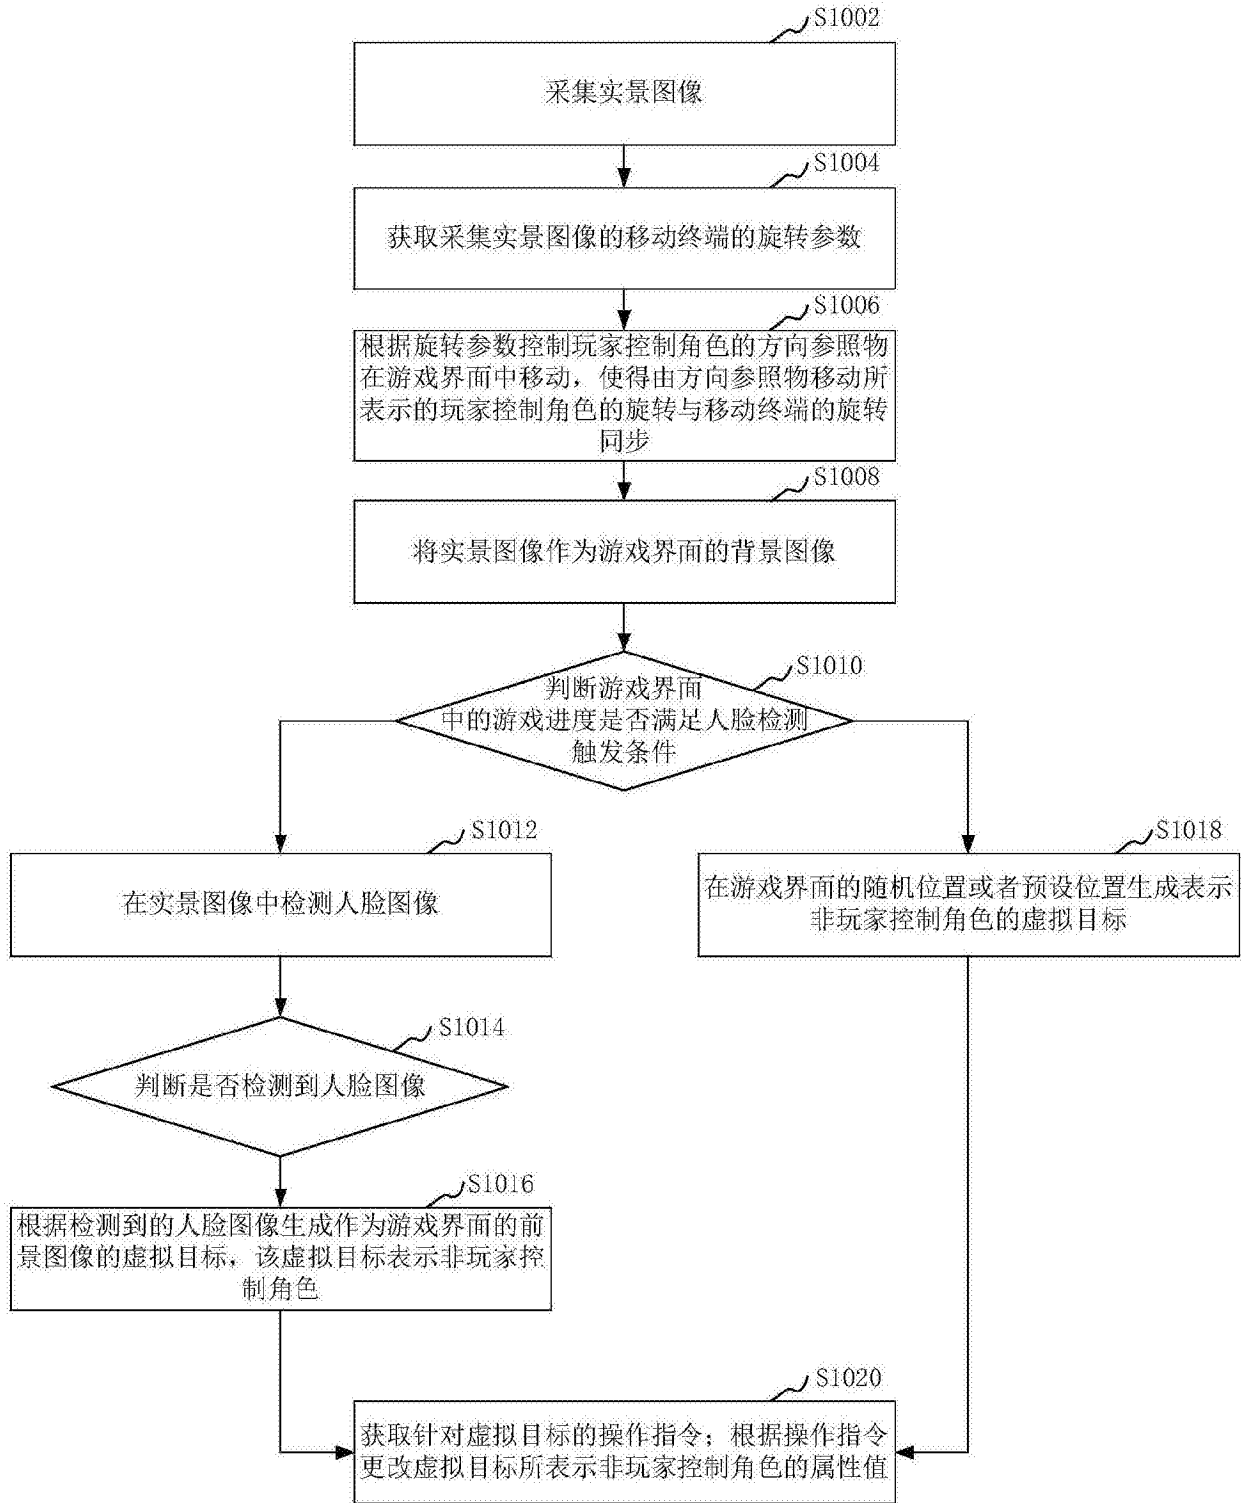 S1002
采集实景图像
S1004
获取采集实景图像的移动终端的旋转参数
S1006
根据旋转参数控制玩家控制角色的方向参照物
在游戏界面中移动，使得由方向参照物移动所
表示的玩家控制角色的旋转与移动终端的旋转
同步
S1008
将实景图像作为游戏界面的背景图像
S1010
判断游戏界面
中的游戏进度是否满足人脸检测
触发条件
S1012
在实景图像中检测人脸图像
S1018
在游戏界面的随机位置或者预设位置生成表示
非玩家控制角色的虚拟目标
S1014
判断是否检测到人脸图像
S1016
根据检测到的人脸图像生成作为游戏界面的前
景图像的虚拟目标，该虚拟目标表示非玩家控
制角色
S1020
获取针对虚拟目标的操作指令；根据操作指令
更改虚拟目标所表示非玩家控制角色的属性值